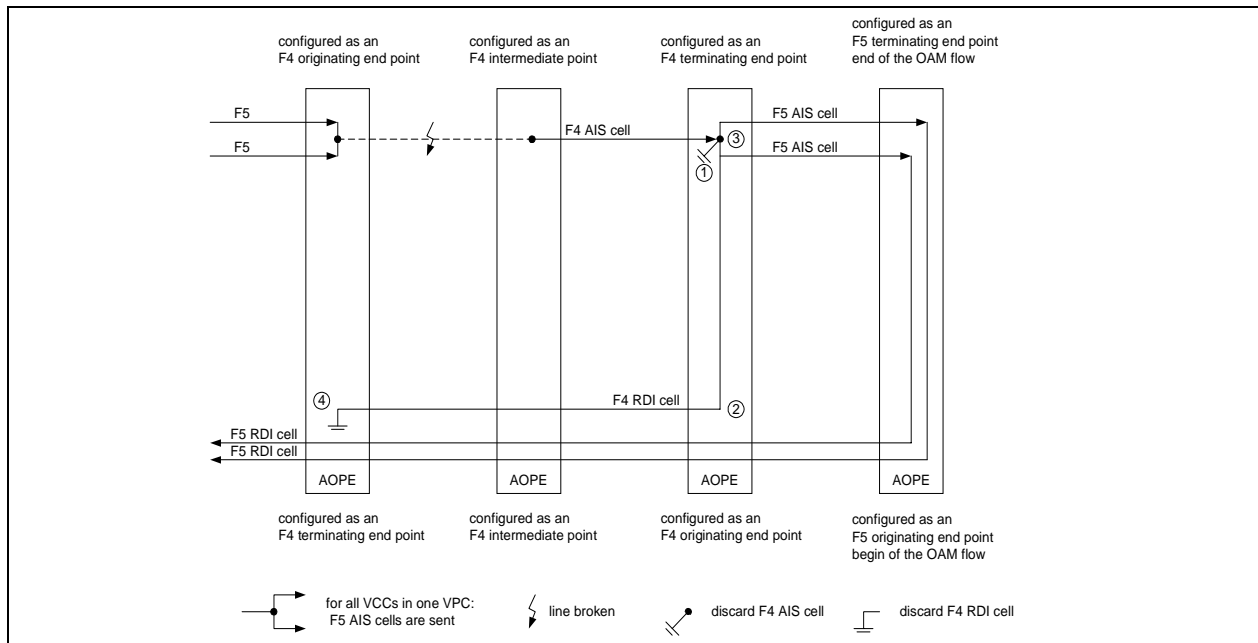 configured as an
F4 originating end point
configured as an
F4 intermediate point
configured as an
F4 terminating end point
configured as an
F5 terminating end point
end of the OAM flow
F5
F5
F4 AIS cell
F5 AIS cell
F5 AIS cell
3
1
4
F4 RDI cell
2
F5 RDI cell
F5 RDI cell
AOPE
AOPE
AOPE
AOPE
configured as an
F4 terminating end point
configured as an
F4 intermediate point
configured as an
F4 originating end point
configured as an
F5 originating end point
begin of the OAM flow
for all VCCs in one VPC:
F5 AIS cells are sent
line broken
discard F4 AIS cell
discard F4 RDI cell